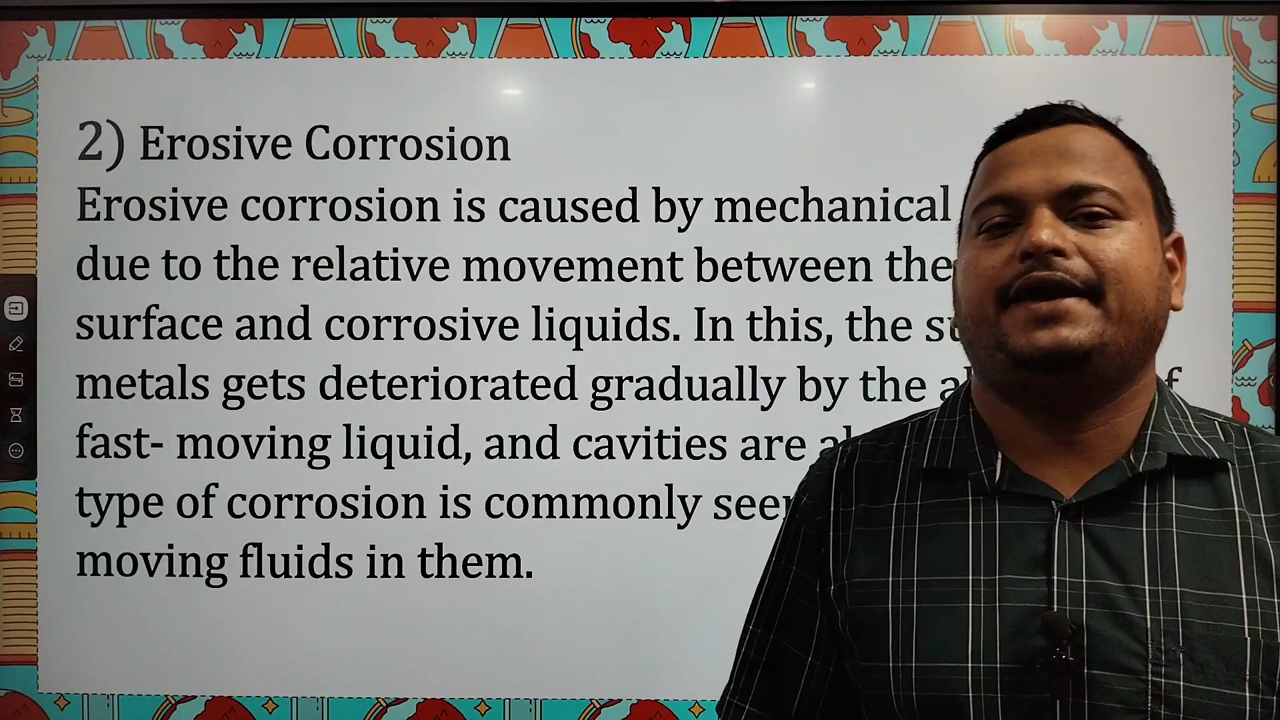 2) Erosive Corrosion
Erosive corrosion is caused by mechanical
due to the relative movement between the
surface and corrosive liquids. In this, the
metals gets deteriorated gradually by the
fast- moving liquid, and cavities are
type of corrosion is commonly
moving fluids in them.